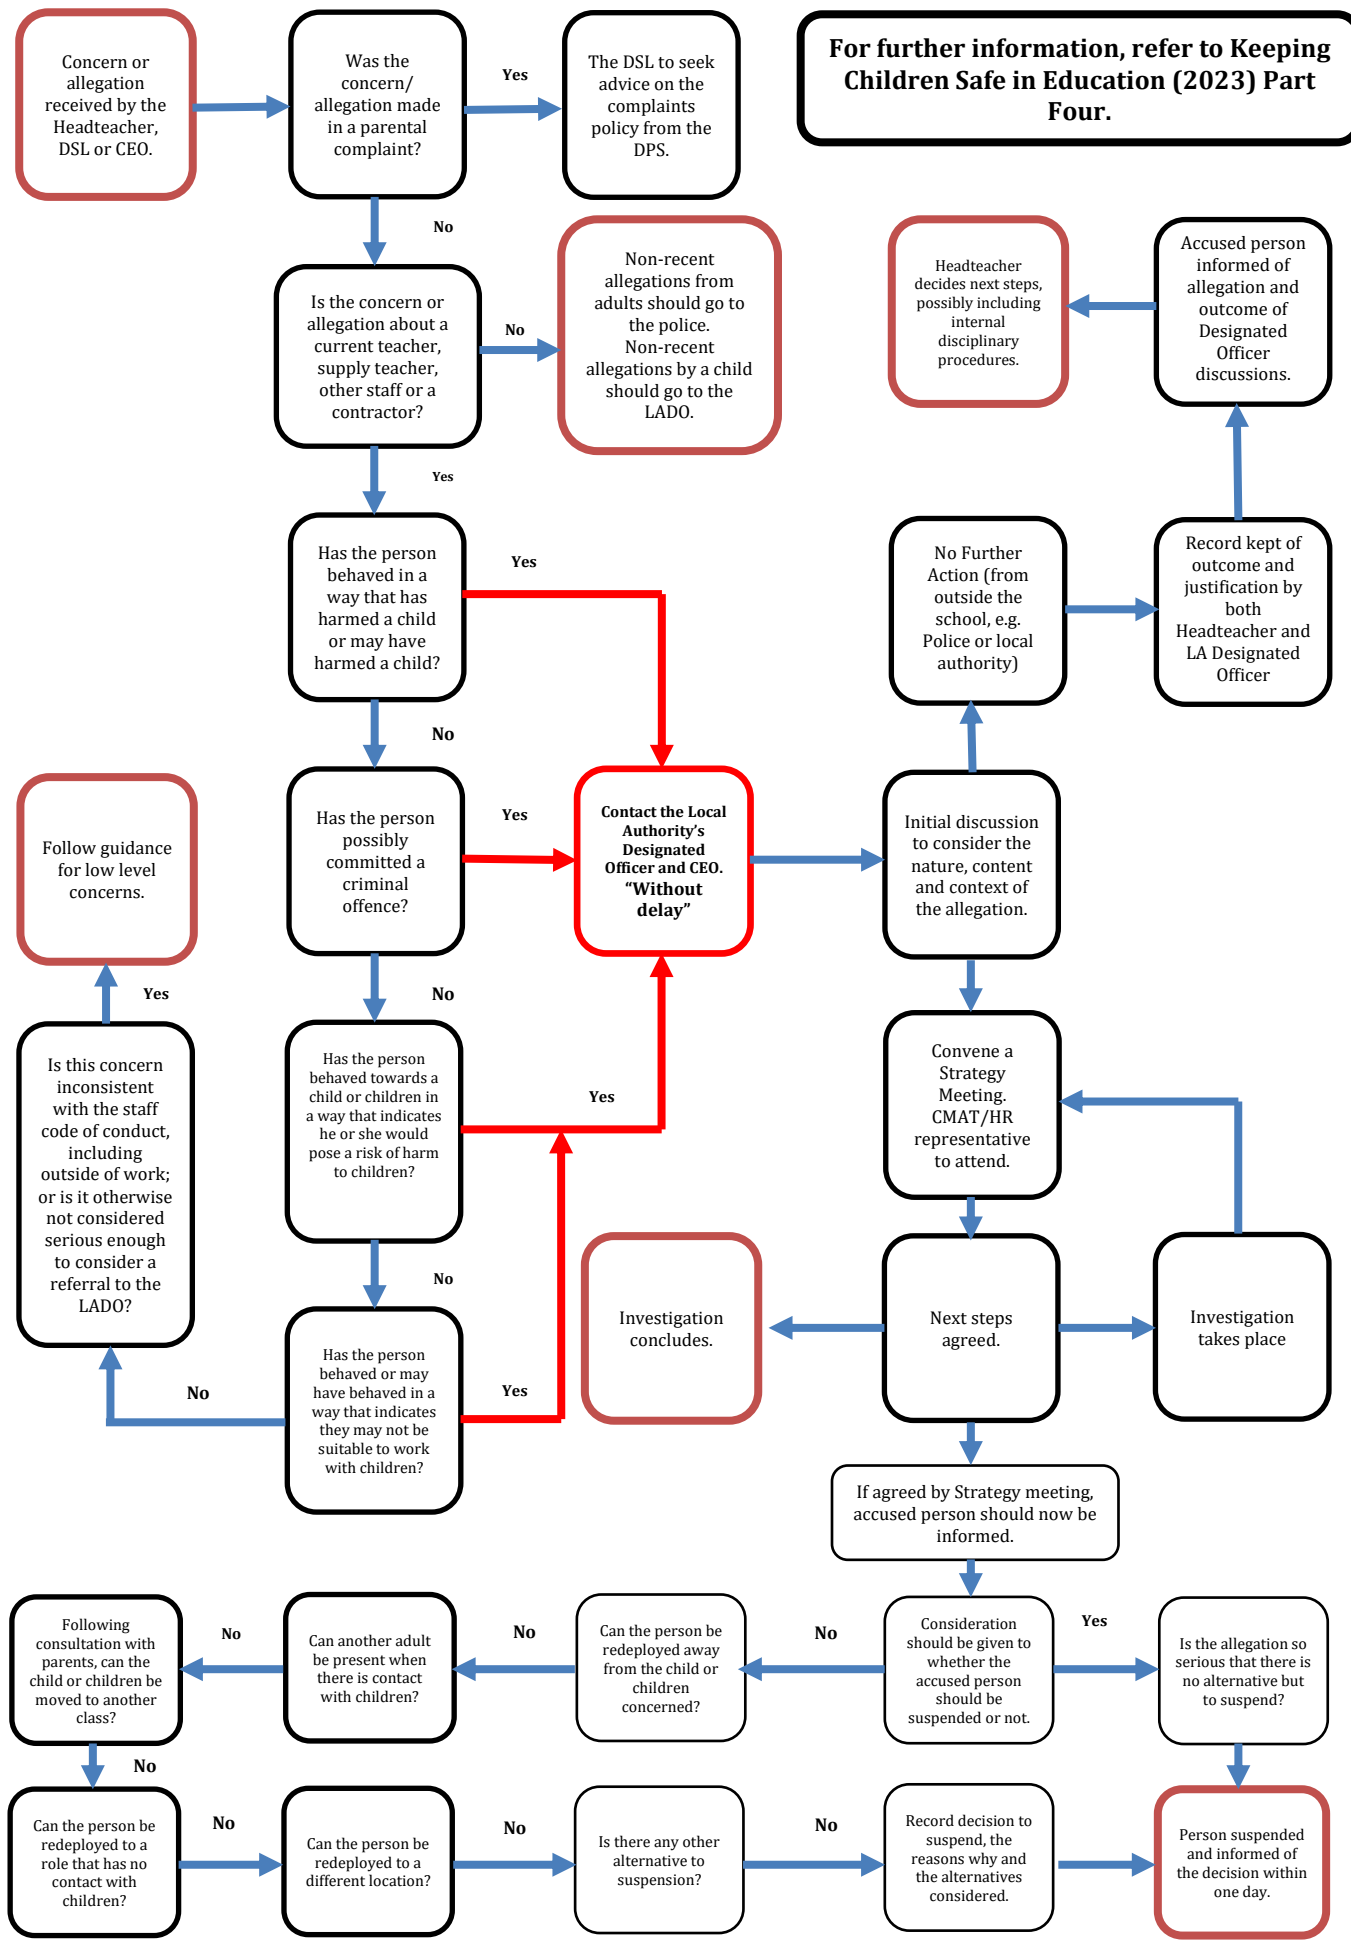 Concern or
allegation
received by the
Headteacher,
DSL or CEO.
Was the
concern/
allegation made
in a parental
complaint?
Yes
The DSL to seek
advice on the
complaints
policy from the
DPS.
For further information, refer to Keeping
Children Safe in Education (2023) Part
Four.
No
Is the concern or
allegation about a
current teacher,
supply teacher,
other staff or a
contractor?
No
Non-recent
allegations from
adults should go to
the police.
Non-recent
allegations by a child
should go to the
LADO.
Headteacher
decides next steps,
possibly including
internal
disciplinary
procedures.
Accused person
informed of
allegation and
outcome of
Designated
Officer
discussions.
Yes
Has the person
behaved in a
way that has
harmed a child
or may have
harmed a child?
Yes
No Further
Action (from
outside the
school, e.g.
Police or local
authority)
Record kept of
outcome and
justification by
both
Headteacher and
LA Designated
Officer
No
Follow guidance
for low level
concerns.
Has the person
possibly
committed a
criminal
offence?
Yes
Contact the Local
Authority's
Designated
Officer and CEO.
“Without
delay”
Initial discussion
to consider the
nature, content
and context of
the allegation.
Yes
No
Is this concern
inconsistent
with the staff
code of conduct,
including
outside of work;
or is it otherwise
not considered
serious enough
to consider a
referral to the
LADO?
Has the person
behaved towards a
child or children in
a way that indicates
he or she would
pose a risk of harm
to children?
Yes
Convene a
Strategy
Meeting.
CMAT/HR
representative
to attend.
No
Investigation
concludes.
Next steps
agreed.
Investigation
takes place
No
Has the person
behaved or may
have behaved in a
way that indicates
they may not be
suitable to work
with children?
Yes
If agreed by Strategy meeting,
accused person should now be
informed.
Following
consultation with
parents, can the
child or children be
moved to another
class?
No
Can another adult
be present when
there is contact
with children?
No
Can the person be
redeployed away
from the child or
children
concerned?
No
Consideration
should be given to
whether the
accused person
should be
suspended or not.
Yes
Is the allegation so
serious that there is
no alternative but
to suspend?
No
Can the person be
redeployed to a
role that has no
contact with
children?
No
Can the person be
redeployed to a
different location?
No
Is there any other
alternative to
suspension?
No
Record decision to
suspend, the
reasons why and
the alternatives
considered.
Person suspended
and informed of
the decision within
one day.